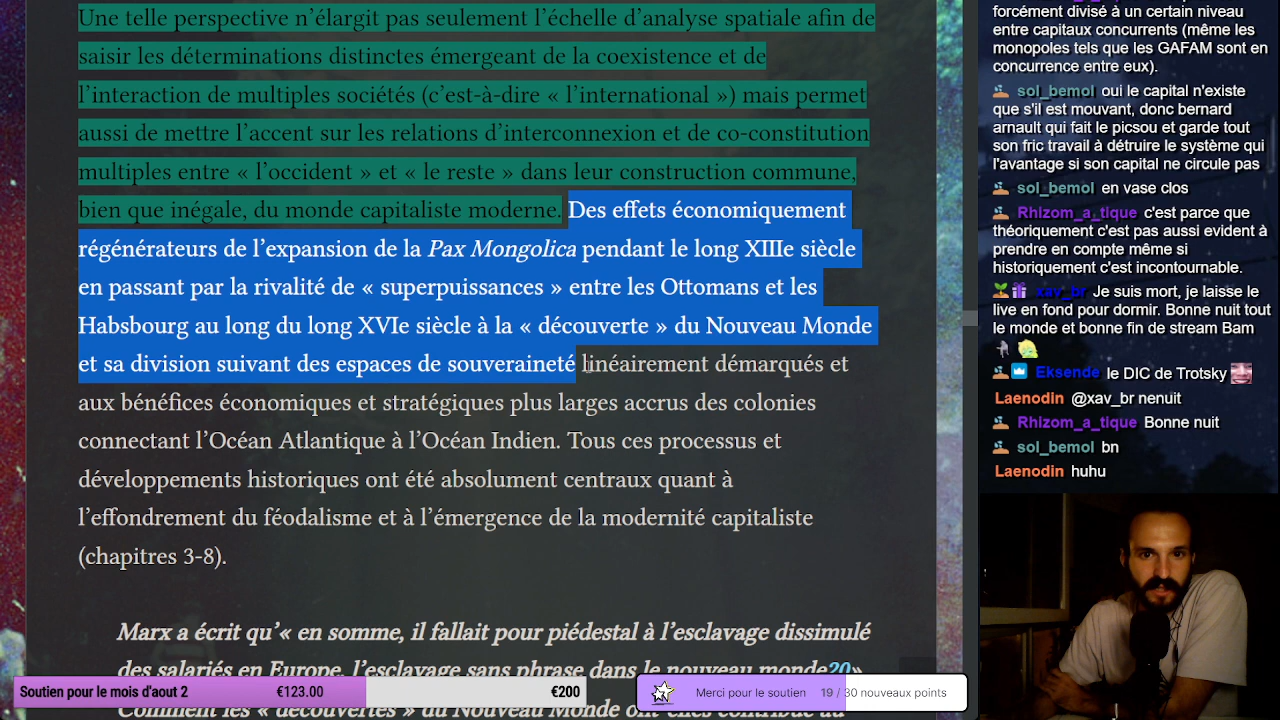 Une telle perspective n’élargit pas seulement l’échelle d’analyse spatiale afin de
saisir les déterminations distinctes émergeant de la coexistence et de
l’interaction de multiples sociétés (c’est-à-dire « l’international ») mais permet
aussi de mettre l’accent sur les relations d’interconnexion et de co-constitution
multiples entre « l’occident » et « le reste » dans leur construction commune,
bien que inégale, du monde capitaliste moderne. Des effets économiquement
régénérateurs de l’expansion de la Pax Mongolica pendant le long XIIIe siècle
en passant par la rivalité de « superpuissances » entre les Ottomans et les
Habsbourg au long du long XVIe siècle à la « découverte » du Nouveau Monde
et sa division suivant des espaces de souveraineté linéairement démarqués et
aux bénéfices économiques et stratégiques plus larges accrus des colonies
connectant l’Océan Atlantique à l’Océan Indien. Tous ces processus et
développements historiques ont été absolument centraux quant à
l’effondrement du féodalisme et à l’émergence de la modernité capitaliste
(chapitres 3-8).
Marx a écrit qu’« en somme, il fallait pour piédestal à l’esclavage dissimulé
des salariés en Europe, l’esclavage sans phrase dans le nouveau monde20».
Comment les « découvertes » du Nouveau Monde ont-elles contribué au
Soutien pour le mois d'aout 2 €123.00 €200
Merci pour le soutien 19 / 30 nouveaux points
forcément divisé à un certain niveau
entre capitaux concurrents (même les
monopoles tels que les GAFAM sont en
concurrence entre eux).
sol_bemol oui le capital n'existe
que s'il est mouvant, donc bernard
arnault qui fait le picsou et garde tout
son fric travail à détruire le système qui
l'avantage si son capital ne circule pas
sol_bemol en vase clos
Rhizom_a_tique c'est parce que
théoriquement c'est pas aussi evident à
prendre en compte même si
historiquement c'est incontournable.
xav_br Je suis mort, je laisse le
live en fond pour dormir. Bonne nuit tout
le monde et bonne fin de stream Bam
Eksende le DIC de Trotsky
Laenodin @xav_br nenuit
Rhizom_a_tique Bonne nuit
sol_bemol bn
Laenodin huhu